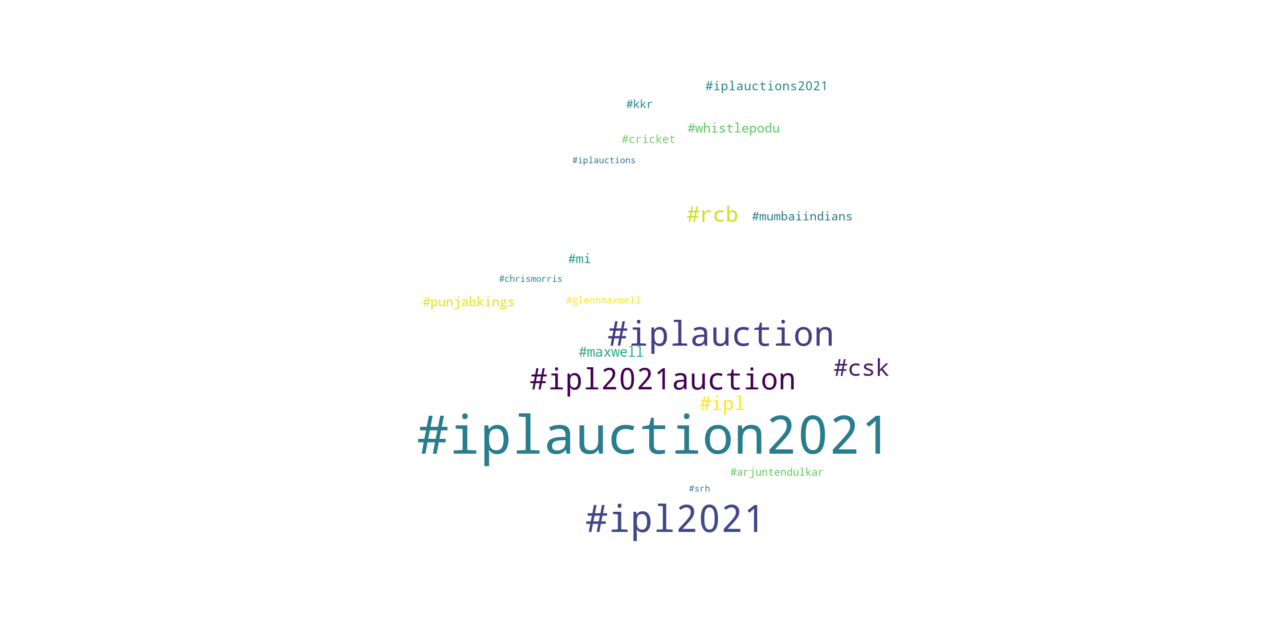 #iplauctions2021
#kkr
#whistlepodu
#cricket
#iplauctions
#rcb
#mumbaiindians
#mi
#chrismorris
#punjabkings
#glennmaxwell
#iplauction
#maxwell
#csk
#ipl2021auction
#ipl
#iplauction2021
#arjuntendulkar
#srh
#ipl2021